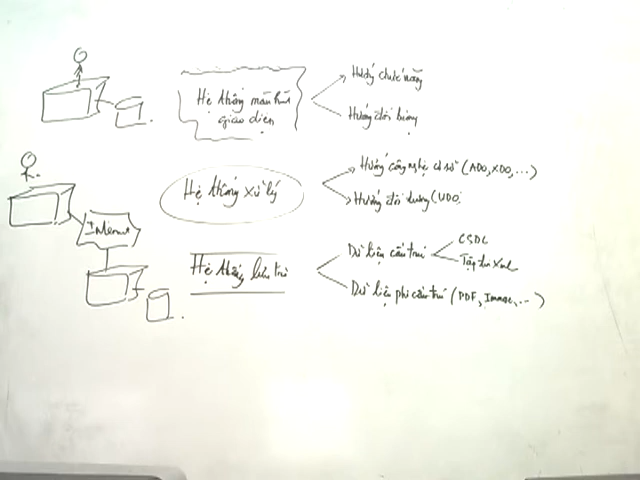 Hệ thống màn hình
giao diện
Hướng chức năng
Hướng đối tượng
Hệ thống xử lý
Hướng công nghệ cơ sở (ADO, XDO, ...)
Hướng đối tượng (UDO)
Internet
Hệ thống lưu trữ
Dữ liệu cấu trúc
CSDL
Tập tin XML
Dữ liệu phi cấu trúc (PDF, Image, ...)